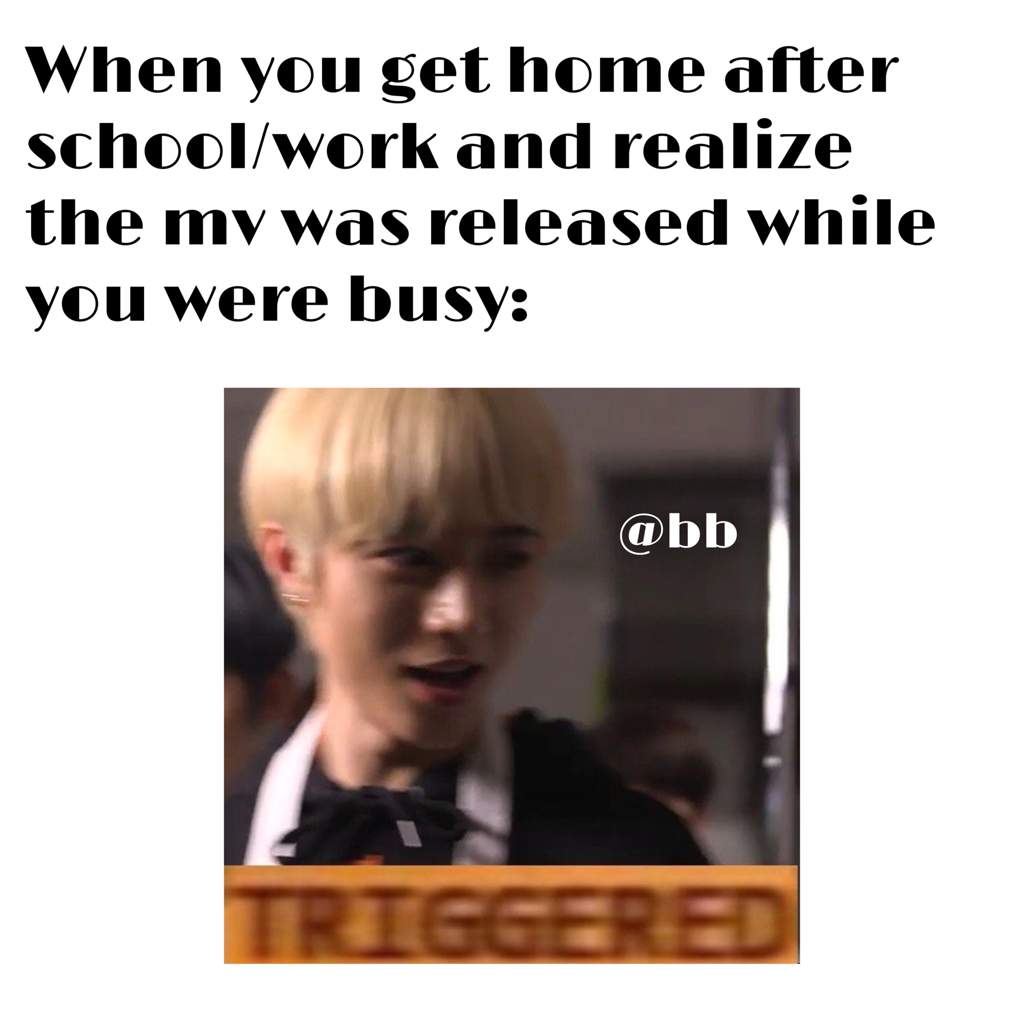 When you get home after
school/work and realize
the mv was released while
you were busy:
@bb
TRIGGERED